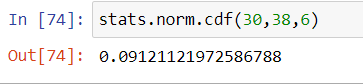 In [74]: stats.norm.cdf(30,38,6)
Out[74]: 0.09121121972586788